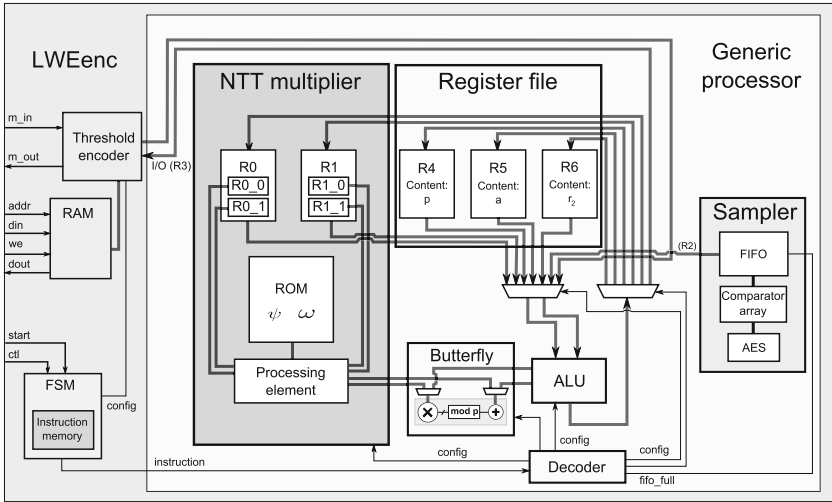 LWEenc
Generic
processor
NTT multiplier
Register file
m_in
m_out
Threshold
encoder
I/O (R3)
R0
R0_0
R0_1
R1
R1_0
R1_1
R4
Content:
p
R5
Content:
a
R6
Content:
r2
addr
din
we
dout
RAM
Sampler
(R2)
FIFO
Comparator
array
AES
ROM
ψ ω
start
ctl
FSM
Instruction
memory
config
Processing
element
Butterfly
× mod p +
ALU
config
config
config
instruction
Decoder
fifo_full